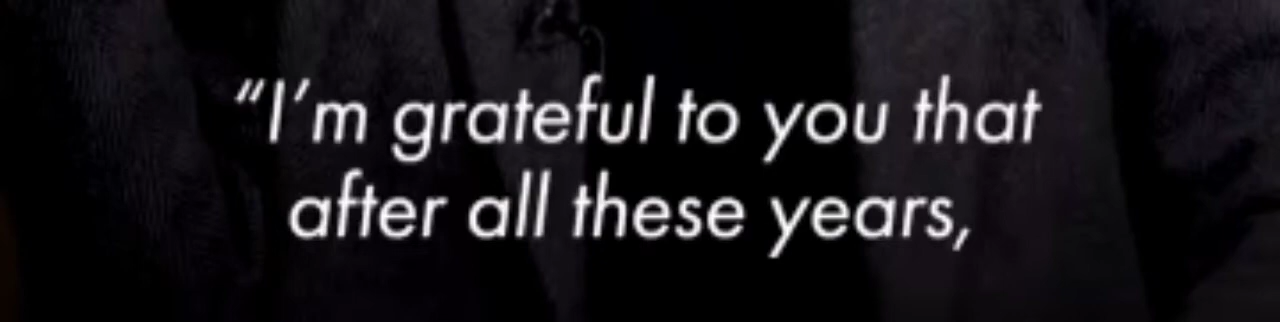 “I’m grateful to you that
after all these years,